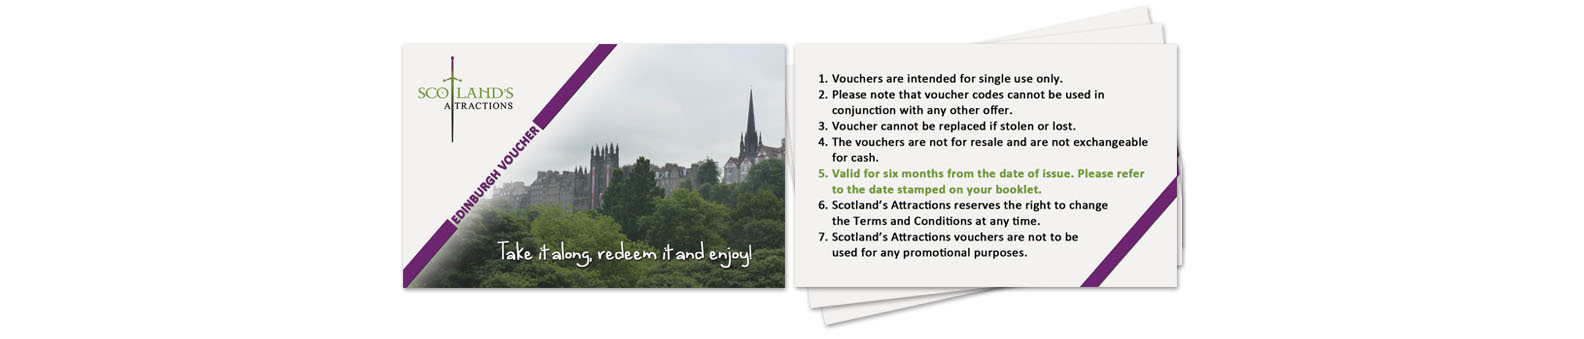 SCOTLAND'S
ATTRACTIONS
EDINBURGH VOUCHER
Take it along, redeem it and enjoy!
1. Vouchers are intended for single use only.
2. Please note that voucher codes cannot be used in
conjunction with any other offer.
3. Voucher cannot be replaced if stolen or lost.
4. The vouchers are not for resale and are not exchangeable
for cash.
5. Valid for six months from the date of issue. Please refer
to the date stamped on your booklet.
6. Scotland's Attractions reserves the right to change
the Terms and Conditions at any time.
7. Scotland's Attractions vouchers are not to be
used for any promotional purposes.